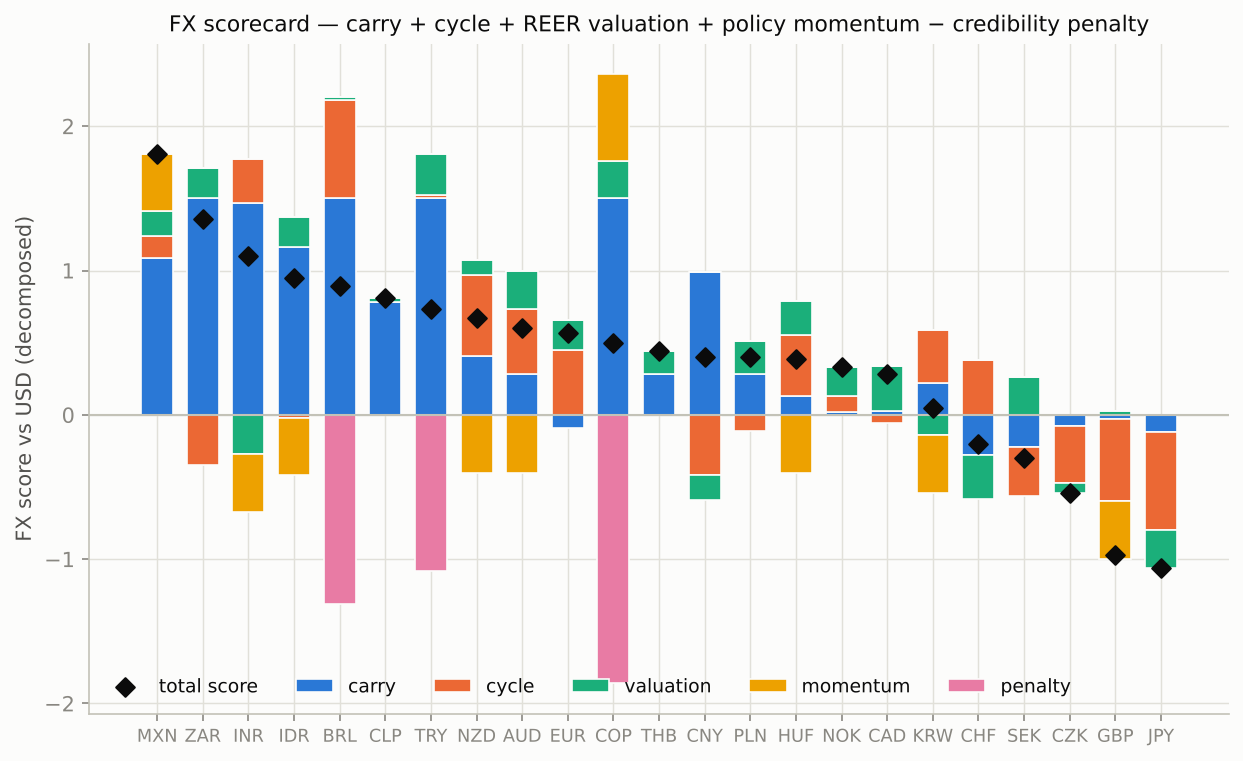 FX scorecard — carry + cycle + REER valuation + policy momentum − credibility penalty
FX score vs USD (decomposed)
2
1
0
−1
−2
total score carry cycle valuation momentum penalty
MXN ZAR INR IDR BRL CLP TRY NZD AUD EUR COP THB CNY PLN HUF NOK CAD KRW CHF SEK CZK GBP JPY